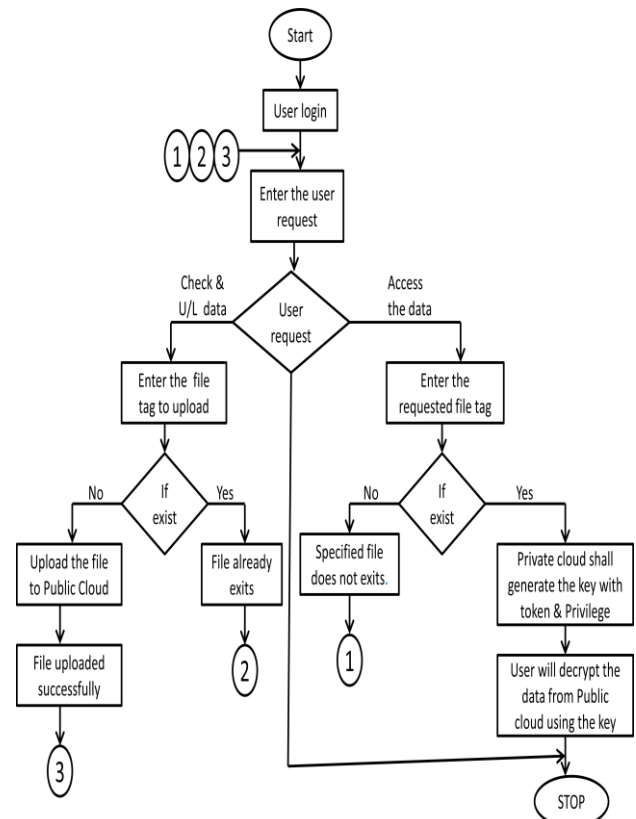 Start
User login
1 2 3
Enter the user
request
Check &
U/L data
User
request
Access
the data
Enter the file
tag to upload
Enter the
requested file tag
No
If
exist
Yes
No
If
exist
Yes
Upload the file
to Public Cloud
File already
exits
Specified file
does not exits.
Private cloud shall
generate the key with
token & Privilege
File uploaded
successfully
2
1
User will decrypt the
data from Public
cloud using the key
3
STOP